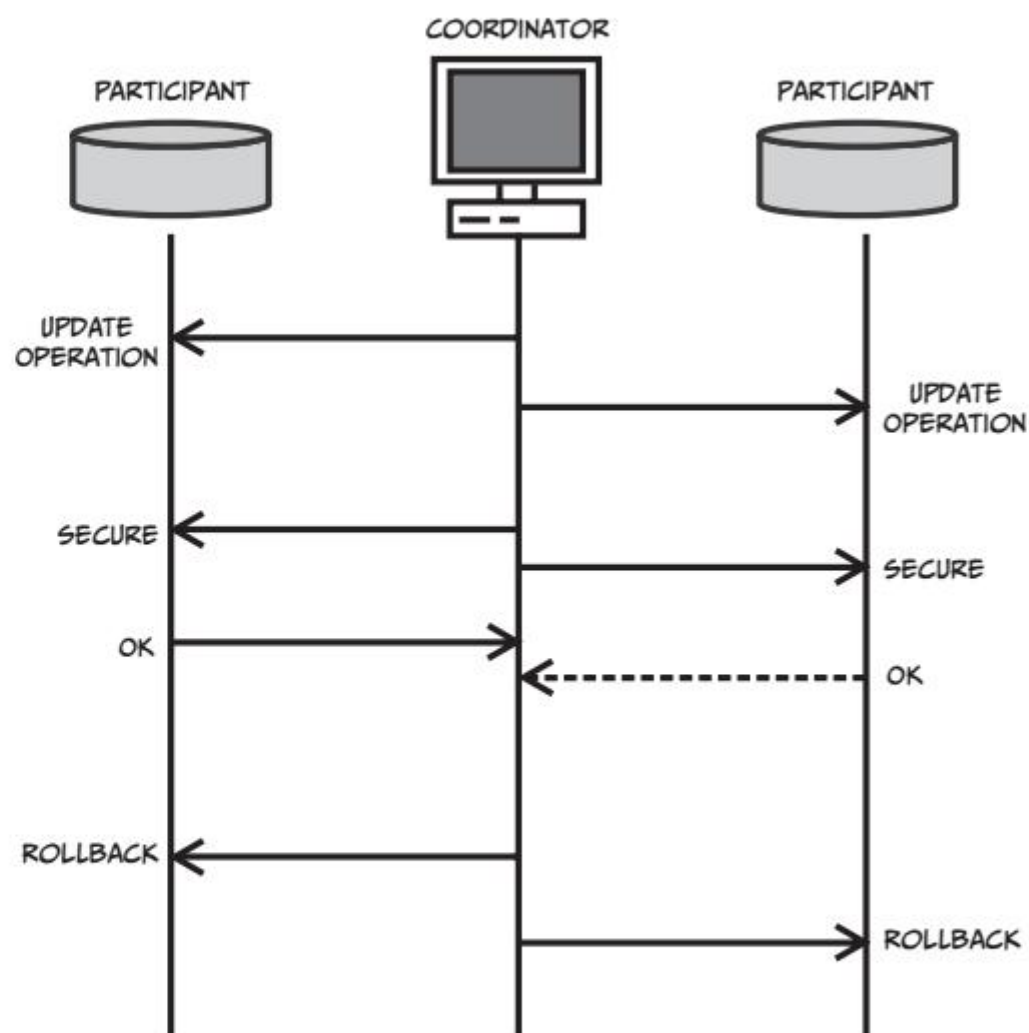 COORDINATOR
PARTICIPANT
PARTICIPANT
UPDATE
OPERATION
UPDATE
OPERATION
SECURE
SECURE
OK
OK
ROLLBACK
ROLLBACK